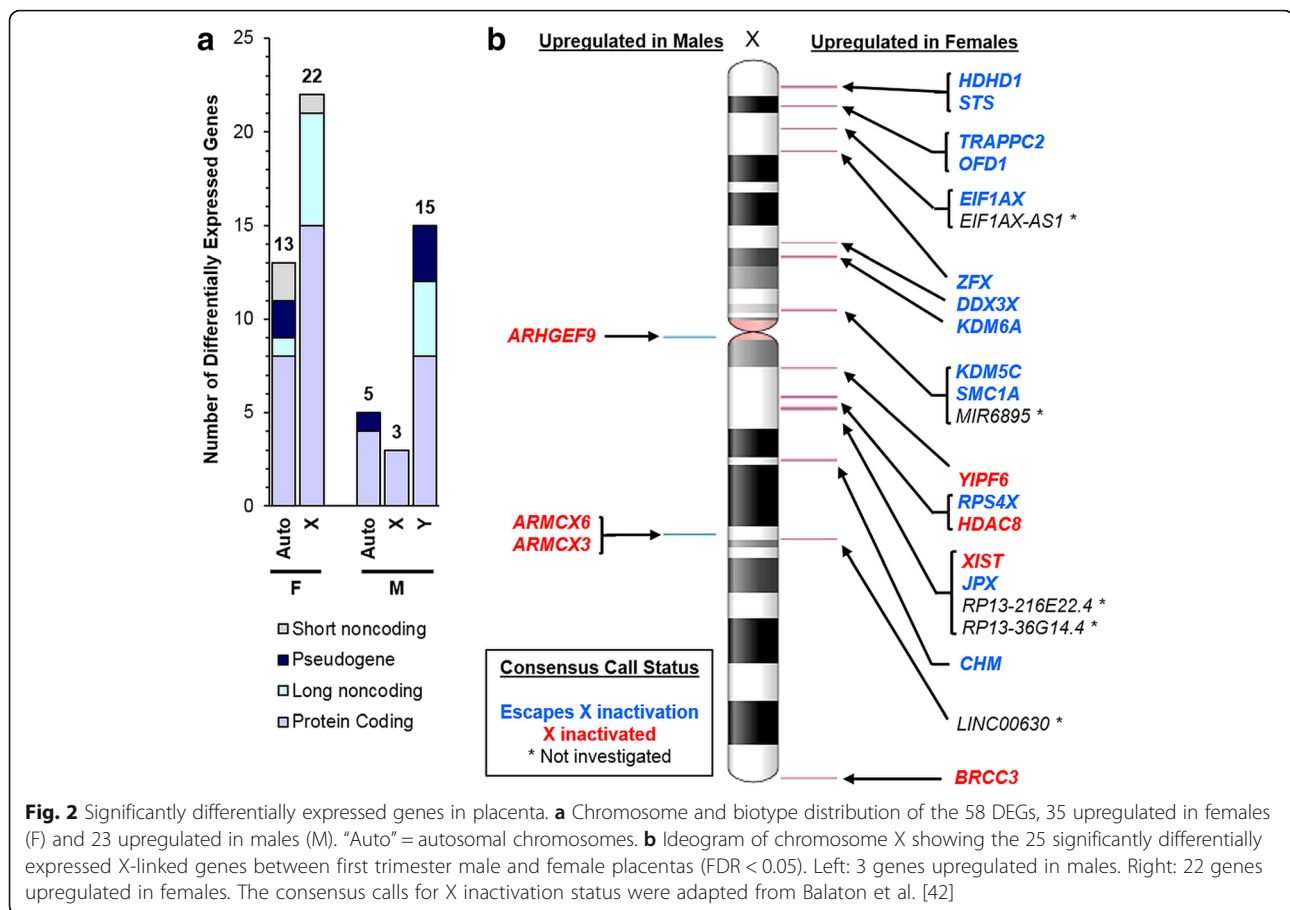 a
Number of Differentially Expressed Genes
25
20
15
10
5
0
13
22
5
3
15
Auto
X
Auto
X
Y
F
M
Short noncoding
Pseudogene
Long noncoding
Protein Coding
b
Upregulated in Males
X
Upregulated in Females
ARHGEF9
ARMCX6
ARMCX3
HDHD1
STS
TRAPPC2
OFD1
EIF1AX
EIF1AX-AS1 *
ZFX
DDX3X
KDM6A
KDM5C
SMC1A
MIR6895 *
YIPF6
RPS4X
HDAC8
XIST
JPX
RP13-216E22.4 *
RP13-36G14.4 *
CHM
LINC00630 *
BRCC3
Consensus Call Status
Escapes X inactivation
X inactivated
* Not investigated
Fig. 2 Significantly differentially expressed genes in placenta. a Chromosome and biotype distribution of the 58 DEGs, 35 upregulated in females
(F) and 23 upregulated in males (M). “Auto” = autosomal chromosomes. b Ideogram of chromosome X showing the 25 significantly differentially
expressed X-linked genes between first trimester male and female placentas (FDR < 0.05). Left: 3 genes upregulated in males. Right: 22 genes
upregulated in females. The consensus calls for X inactivation status were adapted from Balaton et al. [42]